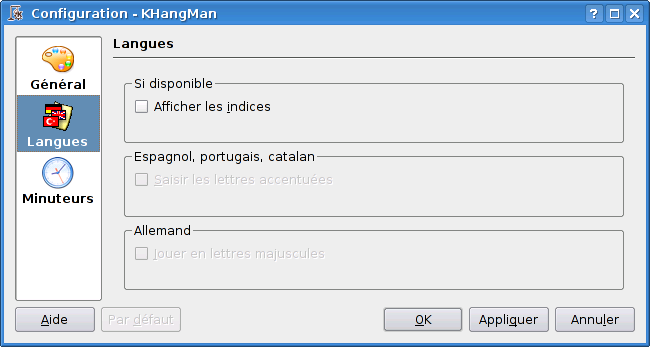 Configuration - KHangMan
Général
Langues
Minuteurs
Langues
Si disponible
Afficher les indices
Espagnol, portugais, catalan
Saisir les lettres accentuées
Allemand
Jouer en lettres majuscules
Aide
Par défaut
OK
Appliquer
Annuler